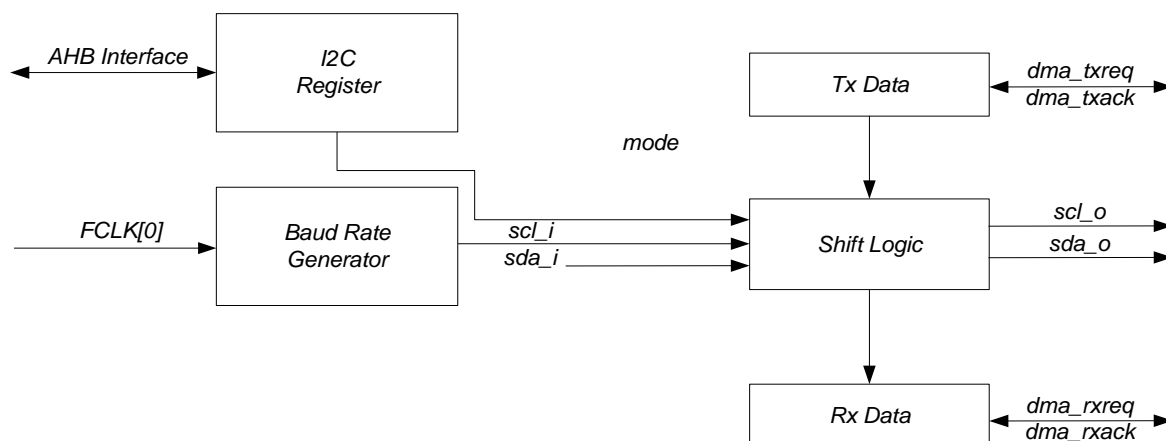 AHB Interface
I2C
Register
Tx Data
dma_txreq
dma_txack
mode
FCLK[0]
Baud Rate
Generator
scl_i
sda_i
Shift Logic
scl_o
sda_o
Rx Data
dma_rxreq
dma_rxack